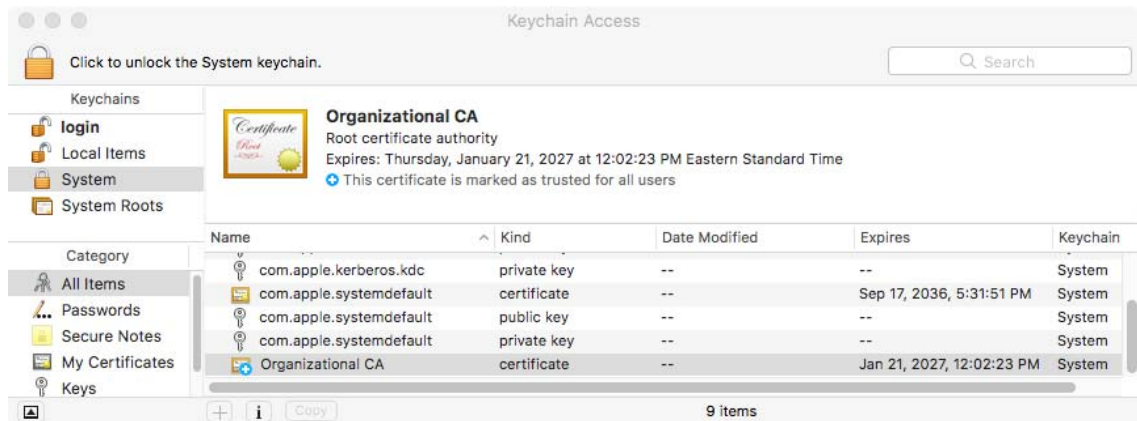 Keychain Access
Click to unlock the System keychain.
Search
Keychains
login
Local Items
System
System Roots
Category
All Items
Passwords
Secure Notes
My Certificates
Keys
Certificate
Root
Organizational CA
Root certificate authority
Expires: Thursday, January 21, 2027 at 12:02:23 PM Eastern Standard Time
This certificate is marked as trusted for all users
Name Kind Date Modified Expires Keychain
com.apple.kerberos.kdc private key -- -- System
com.apple.systemdefault certificate -- Sep 17, 2036, 5:31:51 PM System
com.apple.systemdefault public key -- -- System
com.apple.systemdefault private key -- -- System
Organizational CA certificate -- Jan 21, 2027, 12:02:23 PM System
+ i Copy 9 items